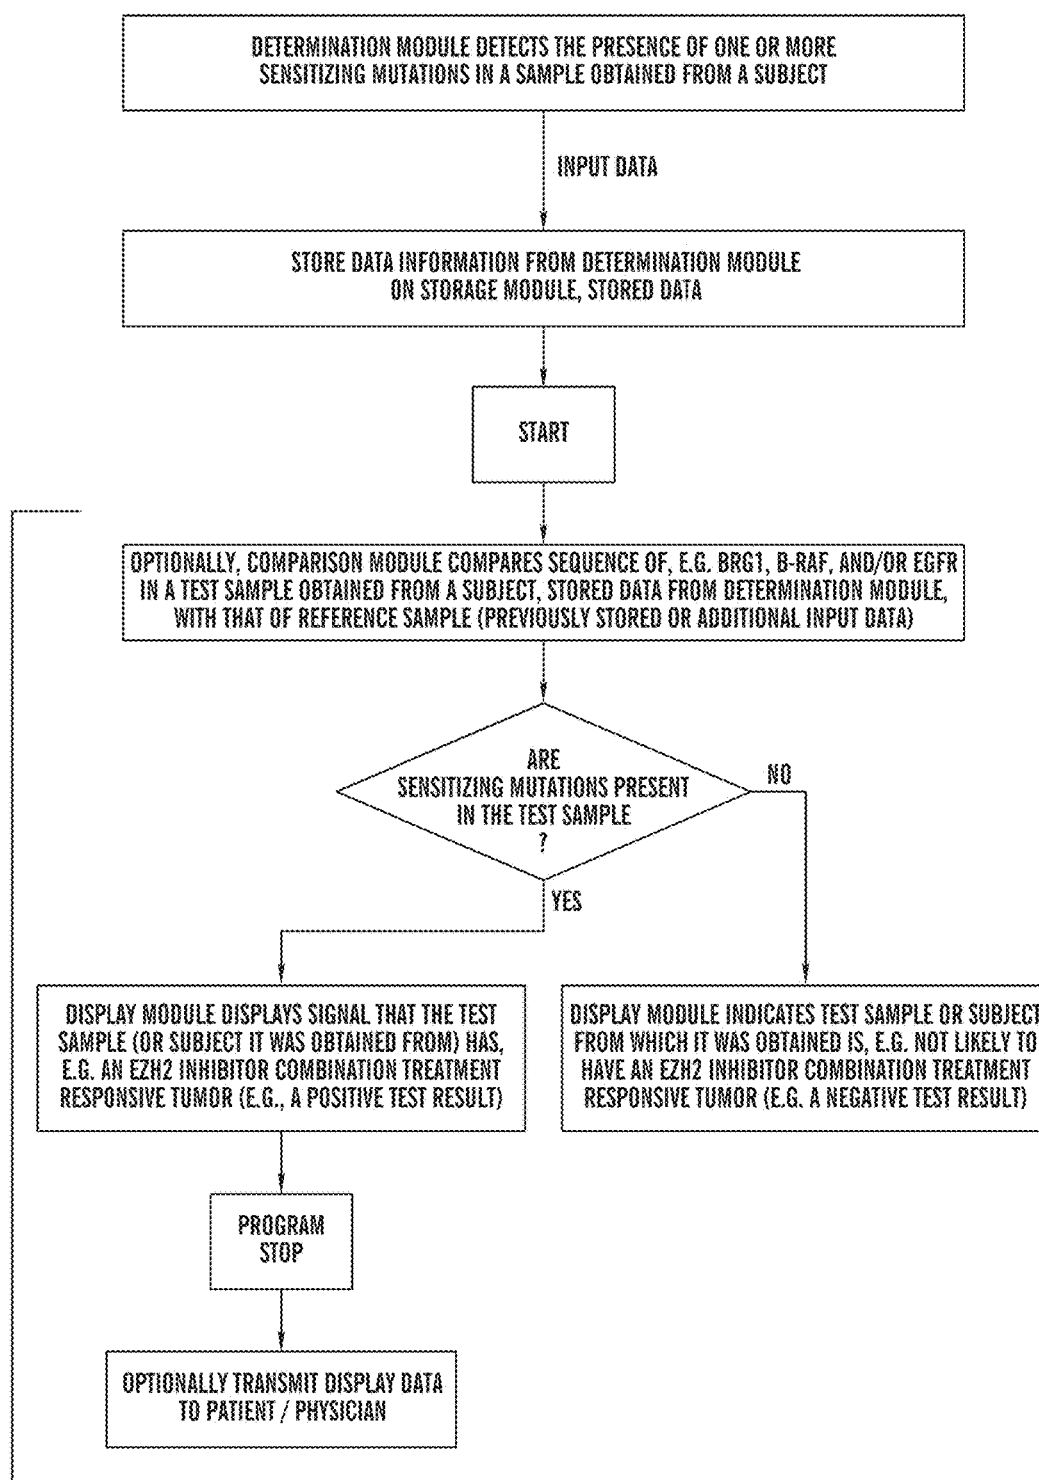 DETERMINATION MODULE DETECTS THE PRESENCE OF ONE OR MORE
SENSITIZING MUTATIONS IN A SAMPLE OBTAINED FROM A SUBJECT
INPUT DATA
STORE DATA INFORMATION FROM DETERMINATION MODULE
ON STORAGE MODULE, STORED DATA
START
OPTIONALLY, COMPARISON MODULE COMPARES SEQUENCE OF, E.G. BRG1, B-RAF, AND/OR EGFR
IN A TEST SAMPLE OBTAINED FROM A SUBJECT, STORED DATA FROM DETERMINATION MODULE,
WITH THAT OF REFERENCE SAMPLE (PREVIOUSLY STORED OR ADDITIONAL INPUT DATA)
ARE
SENSITIZING MUTATIONS PRESENT
IN THE TEST SAMPLE
?
NO
YES
DISPLAY MODULE DISPLAYS SIGNAL THAT THE TEST
SAMPLE (OR SUBJECT IT WAS OBTAINED FROM) HAS,
E.G. AN EZH2 INHIBITOR COMBINATION TREATMENT
RESPONSIVE TUMOR (E.G., A POSITIVE TEST RESULT)
DISPLAY MODULE INDICATES TEST SAMPLE OR SUBJECT
FROM WHICH IT WAS OBTAINED IS, E.G. NOT LIKELY TO
HAVE AN EZH2 INHIBITOR COMBINATION TREATMENT
RESPONSIVE TUMOR (E.G. A NEGATIVE TEST RESULT)
PROGRAM
STOP
OPTIONALLY TRANSMIT DISPLAY DATA
TO PATIENT / PHYSICIAN